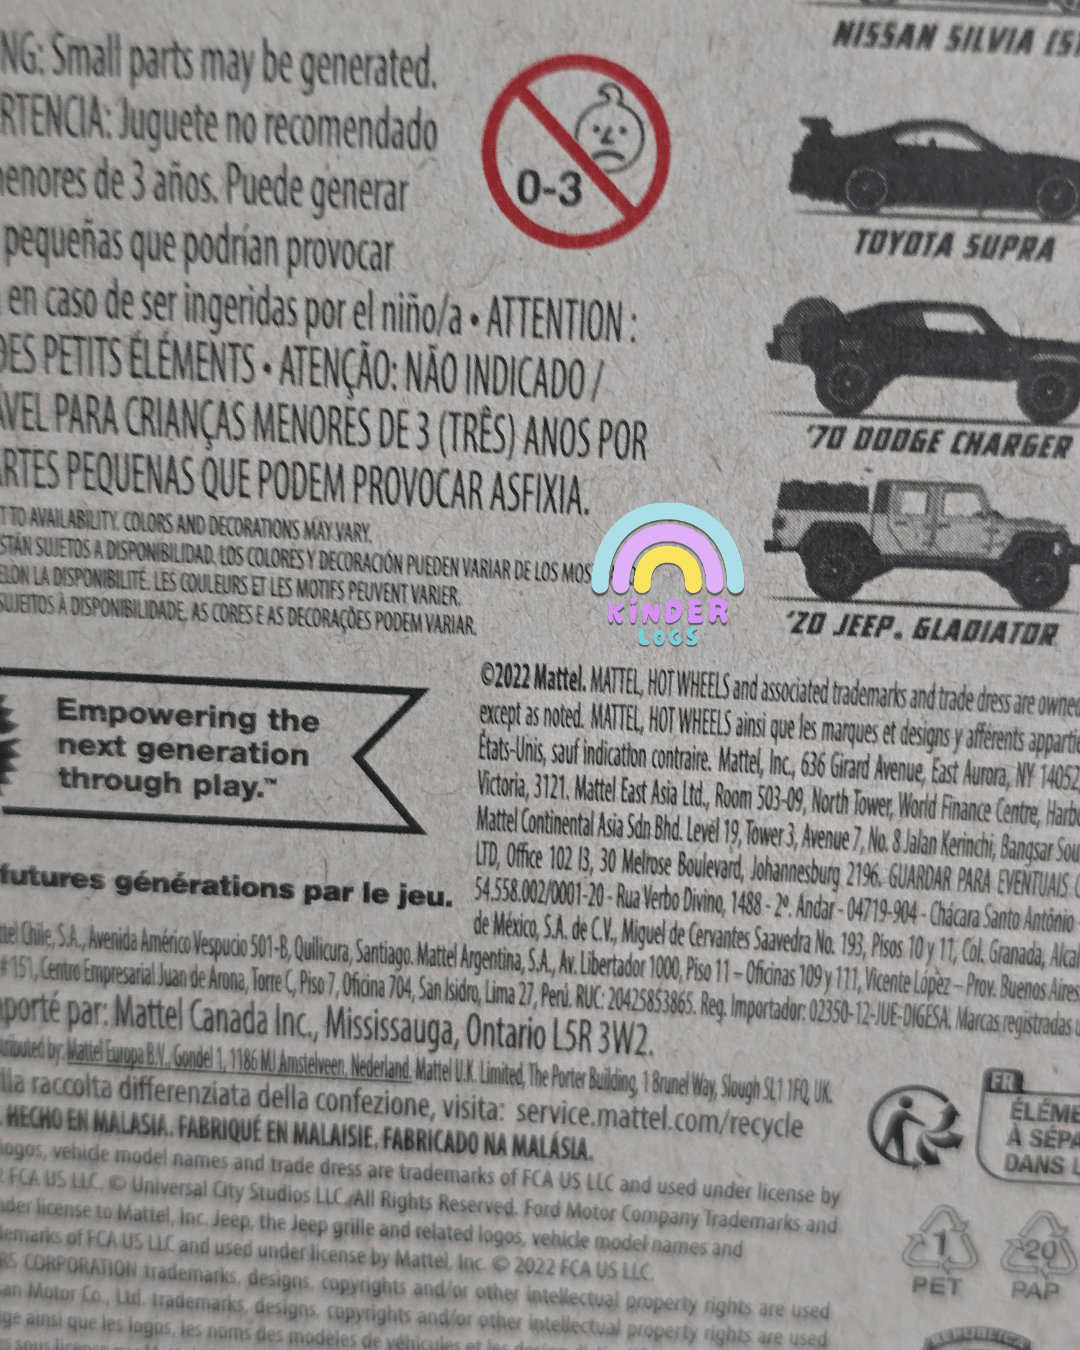 NG: Small parts may be generated.
RTENCIA: Juguete no recomendado
menores de 3 años. Puede generar
pequeñas que podrían provocar
en caso de ser ingeridas por el niño/a • ATTENTION :
DES PETITS ÉLÉMENTS • ATENÇÃO: NÃO INDICADO /
ÁVEL PARA CRIANÇAS MENORES DE 3 (TRÊS) ANOS POR
ARTES PEQUENAS QUE PODEM PROVOCAR ASFIXIA.
T TO AVAILABILITY. COLORS AND DECORATIONS MAY VARY.
STÁN SUJETOS A DISPONIBILIDAD. LOS COLORES Y DECORACIÓN PUEDEN VARIAR DE LOS MOS
ELON LA DISPONIBILITÉ. LES COULEURS ET LES MOTIFS PEUVENT VARIER.
SUJEITOS À DISPONIBILIDADE, AS CORES E AS DECORAÇÕES PODEM VARIAR.
0-3
NISSAN SILVIA (S1
TOYOTA SUPRA
'70 DODGE CHARGER
'20 JEEP. GLADIATOR
KiNDER
LOGS
Empowering the
next generation
through play.™
futures générations par le jeu.
©2022 Mattel. MATTEL, HOT WHEELS and associated trademarks and trade dress are owned
except as noted. MATTEL, HOT WHEELS ainsi que les marques et designs y afférents appartie
États-Unis, sauf indication contraire. Mattel, Inc., 636 Girard Avenue, East Aurora, NY 14052,
Victoria, 3121. Mattel East Asia Ltd., Room 503-09, North Tower, World Finance Centre, Harbo
Mattel Continental Asia Sdn Bhd. Level 19, Tower 3, Avenue 7, No. 8 Jalan Kerinchi, Bangsar Sou
LTD, Office 102 I3, 30 Melrose Boulevard, Johannesburg 2196. GUARDAR PARA EVENTUAIS C
54.558.002/0001-20 - Rua Verbo Divino, 1488 - 2º. Andar - 04719-904 - Chácara Santo Antônio
de México, S.A. de C.V., Miguel de Cervantes Saavedra No. 193, Pisos 10 y 11, Col. Granada, Alcal
ttel Chile, S.A., Avenida Américo Vespucio 501-B, Quilicura, Santiago. Mattel Argentina, S.A., Av. Libertador 1000, Piso 11 – Oficinas 109 y 111, Vicente López – Prov. Buenos Aires
# 151, Centro Empresarial Juan de Arona, Torre C, Piso 7, Oficina 704, San Isidro, Lima 27, Perú. RUC: 20425853865. Reg. Importador: 02350-12-JUE-DIGESA. Marcas registradas u
porté par: Mattel Canada Inc., Mississauga, Ontario L5R 3W2.
tributed by: Mattel Europa B.V., Gondel 1, 1186 MJ Amstelveen, Nederland. Mattel U.K. Limited, The Porter Building, 1 Brunel Way, Slough SL1 1FQ, UK.
lla raccolta differenziata della confezione, visita: service.mattel.com/recycle
. HECHO EN MALASIA. FABRIQUÉ EN MALAISIE. FABRICADO NA MALÁSIA.
logos, vehicle model names and trade dress are trademarks of FCA US LLC and used under license by
FCA US LLC. © Universal City Studios LLC. All Rights Reserved. Ford Motor Company Trademarks and
nder license to Mattel, Inc. Jeep, the Jeep grille and related logos, vehicle model names and
demarks of FCA US LLC and used under license by Mattel, Inc. © 2022 FCA US LLC.
RS CORPORATION trademarks, designs, copyrights and/or other intellectual property rights are used
san Motor Co., Ltd. trademarks, designs, copyrights and/or other intellectual property rights are used
ge ainsi que les logos, les noms des modèles de véhicules et
FR
ÉLÉME
À SÉPA
DANS L
1
PET
20
PAP
REPUBLICA